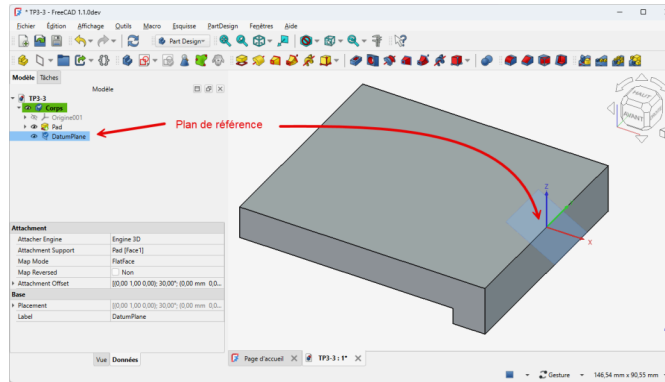 * TP3-3 - FreeCAD 1.1.0dev
Fichier Édition Affichage Outils Macro Esquisse PartDesign Fenêtres Aide
Part Design
Modèle Tâches
Modèle
TP3-3
Corps
Origine001
Pad
DatumPlane
Plan de référence
HAUT
AVANT
DROITE
Z
X
Attachment
Attacher Engine Engine 3D
Attachment Support Pad [Face1]
Map Mode FlatFace
Map Reversed Non
Attachment Offset [(0,00 1,00 0,00); 30,00°; (0,00 mm 0,0...
Base
Placement [(0,00 1,00 0,00); 30,00°; (0,00 mm 0,0...
Label DatumPlane
Vue Données
Page d'accueil
TP3-3 : 1*
Gesture
146,54 mm x 90,55 mm